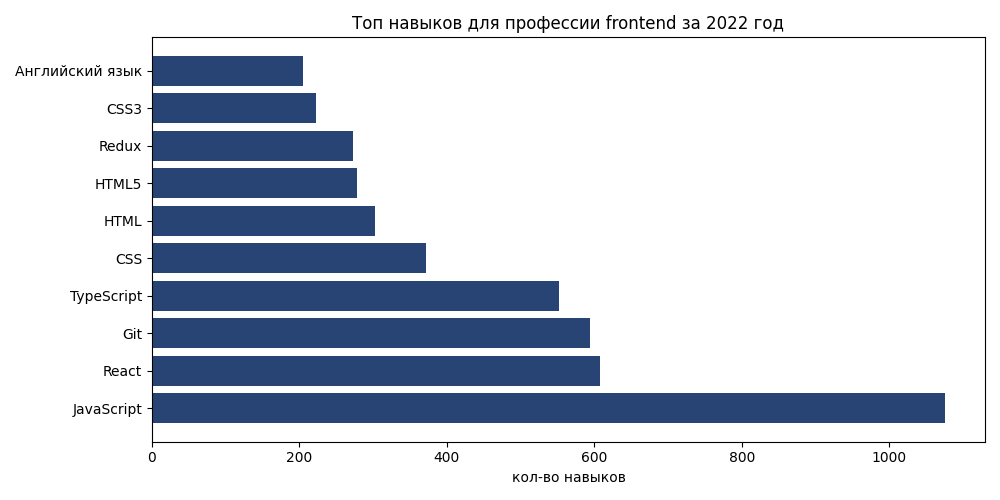 Топ навыков для профессии frontend за 2022 год
Английский язык
CSS3
Redux
HTML5
HTML
CSS
TypeScript
Git
React
JavaScript
0 200 400 600 800 1000
кол-во навыков